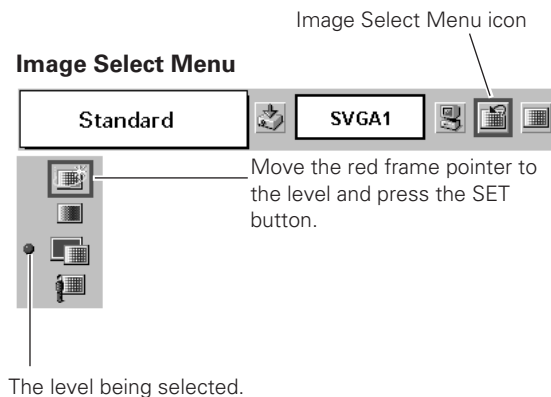 Image Select Menu icon
Image Select Menu
Standard
SVGA1
Move the red frame pointer to
the level and press the SET
button.
The level being selected.